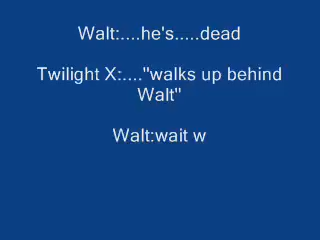 Walt:....he's.....dead
Twilight X:...."walks up behind
Walt"
Walt:wait w